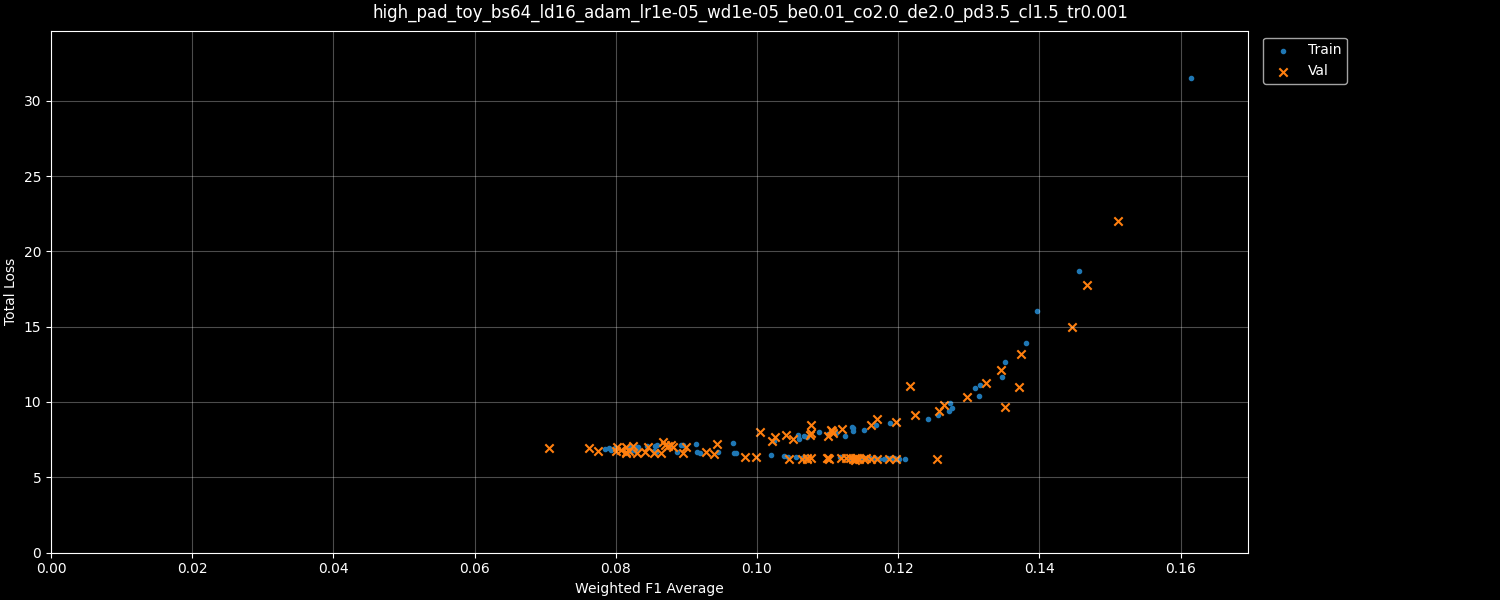 high_pad_toy_bs64_ld16_adam_lr1e-05_wd1e-05_be0.01_co2.0_de2.0_pd3.5_cl1.5_tr0.001
Train
Val
30
25
20
15
10
5
0
Total Loss
0.00 0.02 0.04 0.06 0.08 0.10 0.12 0.14 0.16
Weighted F1 Average